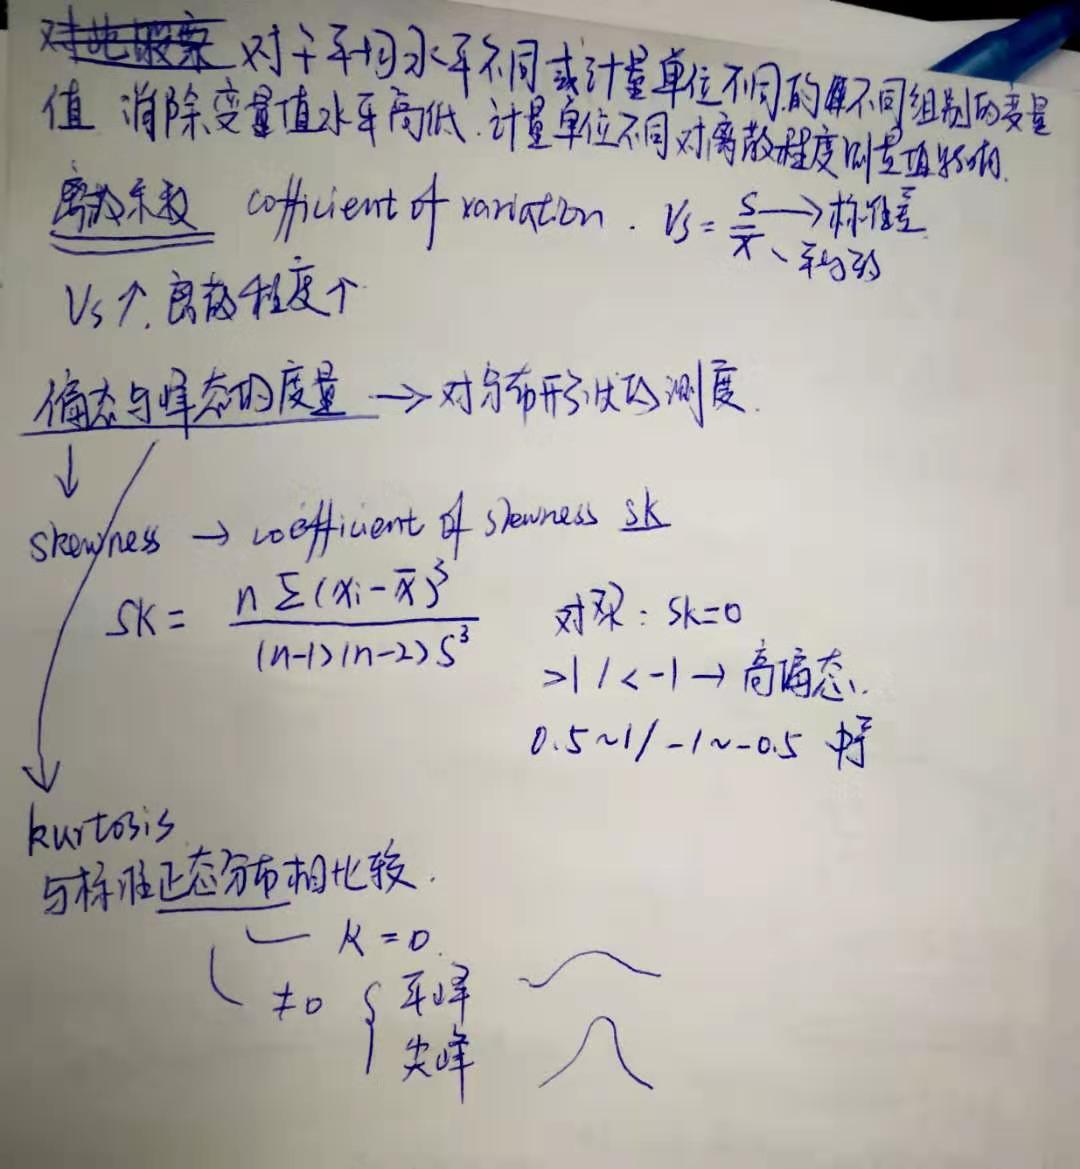 对于平均水平不同或计量单位不同的不同组别的变量
值 消除变量值水平高低.计量单位不同对离散程度测度值影响.
离散系数 cofficient of variation. Vs = S/x̄ → 标准差、平均数
Vs↑.离散程度↑
偏态与峰态的度量 → 对分布形状的测度.
skewness → coefficient of skewness SK
SK = n Σ(xi-x̄)³ / (n-1)(n-2)S³
对称: SK=0
>1 / <-1 → 高偏态.
0.5~1 / -1~-0.5 中等
kurtosis
与标准正态分布相比较.
K=0.
≠0 { 平峰
尖峰